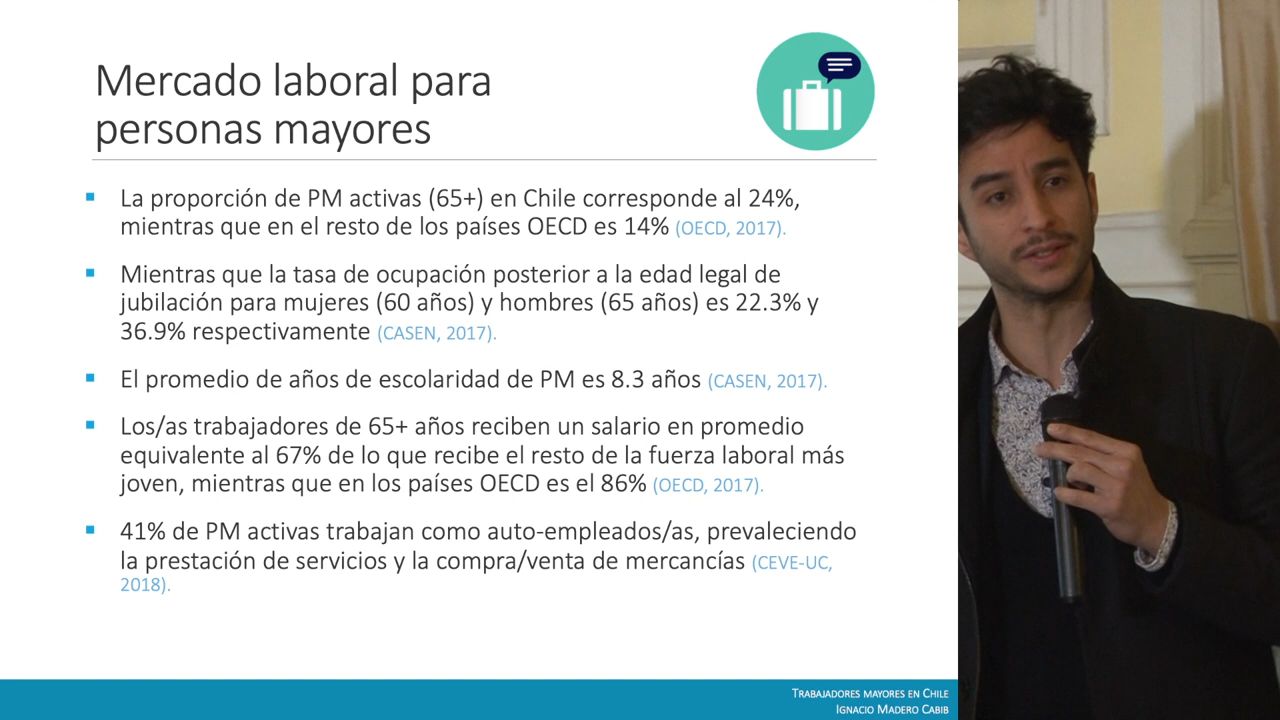 Mercado laboral para
personas mayores
La proporción de PM activas (65+) en Chile corresponde al 24%,
mientras que en el resto de los países OECD es 14% (OECD, 2017).
Mientras que la tasa de ocupación posterior a la edad legal de
jubilación para mujeres (60 años) y hombres (65 años) es 22.3% y
36.9% respectivamente (CASEN, 2017).
El promedio de años de escolaridad de PM es 8.3 años (CASEN, 2017).
Los/as trabajadores de 65+ años reciben un salario en promedio
equivalente al 67% de lo que recibe el resto de la fuerza laboral más
joven, mientras que en los países OECD es el 86% (OECD, 2017).
41% de PM activas trabajan como auto-empleados/as, prevaleciendo
la prestación de servicios y la compra/venta de mercancías (CEVE-UC,
2018).
TRABAJADORES MAYORES EN CHILE
IGNACIO MADERO CABIB